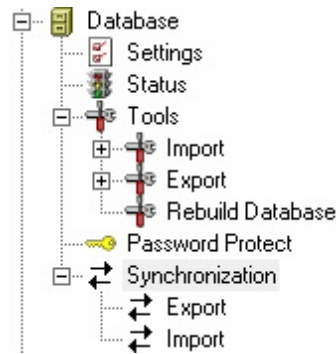 Database
Settings
Status
Tools
Import
Export
Rebuild Database
Password Protect
Synchronization
Export
Import